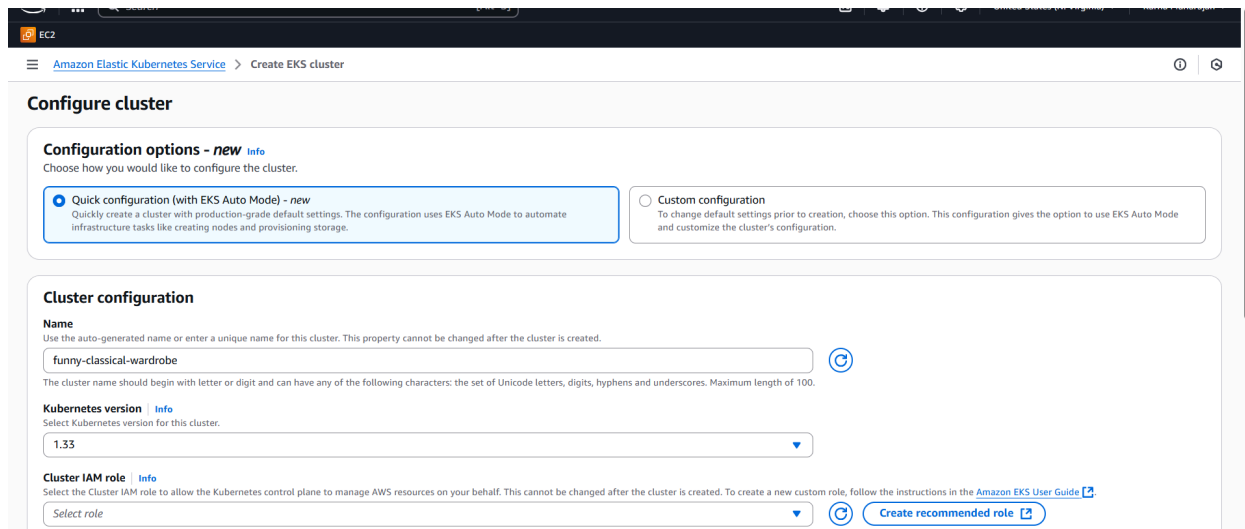 Search
EC2
Amazon Elastic Kubernetes Service > Create EKS cluster
Configure cluster
Configuration options - new Info
Choose how you would like to configure the cluster.
Quick configuration (with EKS Auto Mode) - new
Quickly create a cluster with production-grade default settings. The configuration uses EKS Auto Mode to automate
infrastructure tasks like creating nodes and provisioning storage.
Custom configuration
To change default settings prior to creation, choose this option. This configuration gives the option to use EKS Auto Mode
and customize the cluster's configuration.
Cluster configuration
Name
Use the auto-generated name or enter a unique name for this cluster. This property cannot be changed after the cluster is created.
funny-classical-wardrobe
The cluster name should begin with letter or digit and can have any of the following characters: the set of Unicode letters, digits, hyphens and underscores. Maximum length of 100.
Kubernetes version Info
Select Kubernetes version for this cluster.
1.33
Cluster IAM role Info
Select the Cluster IAM role to allow the Kubernetes control plane to manage AWS resources on your behalf. This cannot be changed after the cluster is created. To create a new custom role, follow the instructions in the Amazon EKS User Guide.
Select role
Create recommended role